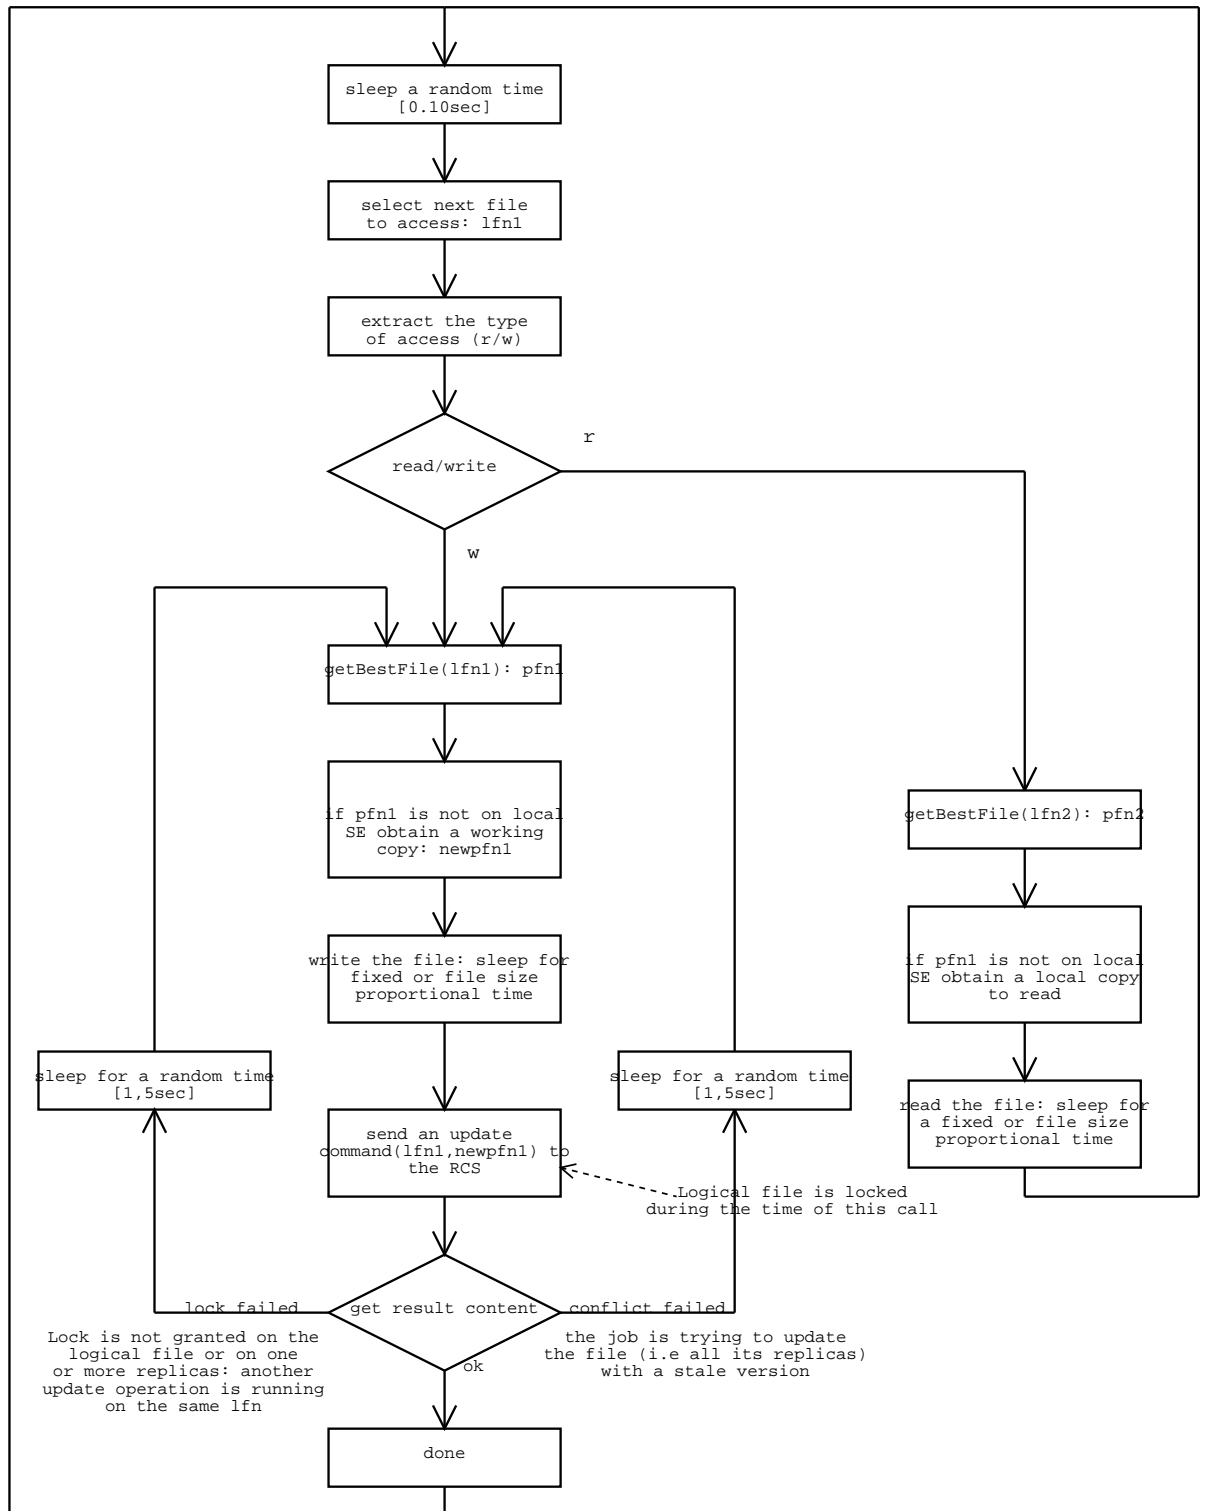 sleep a random time
[0.10sec]
select next file
to access: lfn1
extract the type
of access (r/w)
r
read/write
w
getBestFile(lfn1): pfn1
if pfn1 is not on local
SE obtain a working
copy: newpfn1
getBestFile(lfn2): pfn2
write the file: sleep for
fixed or file size
proportional time
if pfn1 is not on local
SE obtain a local copy
to read
sleep for a random time
[1,5sec]
sleep for a random time
[1,5sec]
read the file: sleep for
a fixed or file size
proportional time
send an update
command(lfn1,newpfn1) to
the RCS
Logical file is locked
during the time of this call
lock failed
get result content
conflict failed
Lock is not granted on the
logical file or on one
or more replicas: another
update operation is running
on the same lfn
the job is trying to update
the file (i.e all its replicas)
with a stale version
ok
done